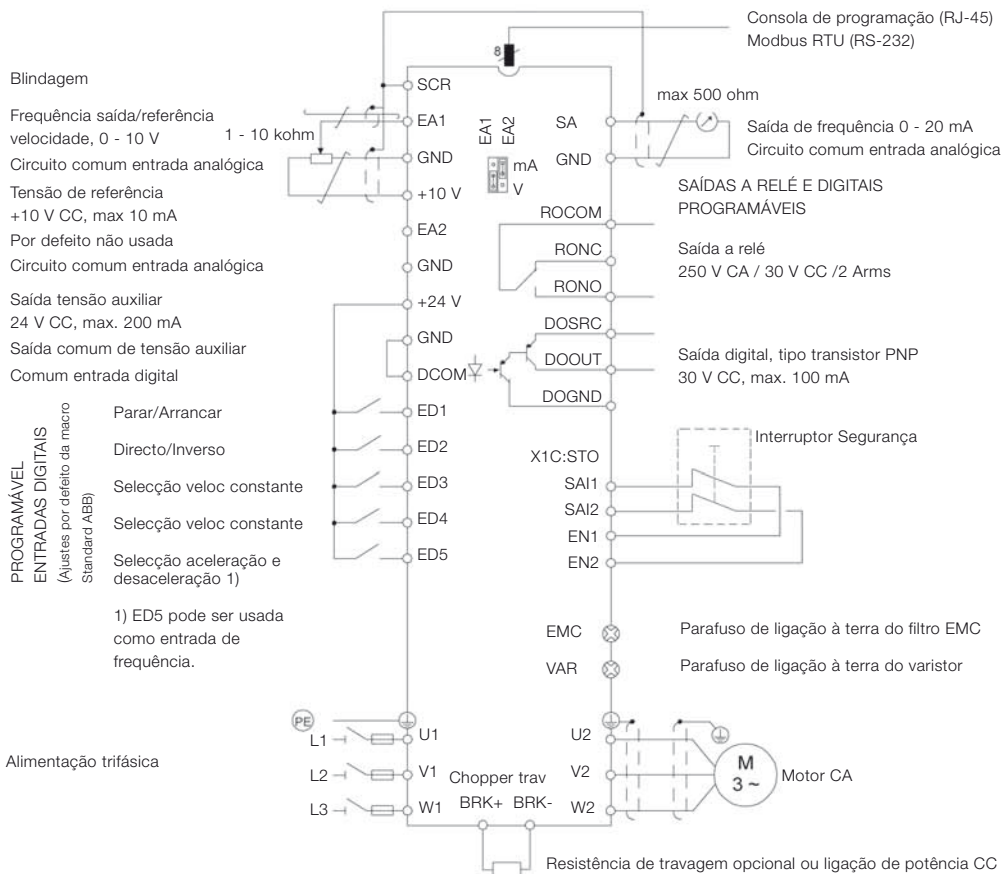 Consola de programação (RJ-45)
Modbus RTU (RS-232)
8
Blindagem
SCR
Frequência saída/referência
velocidade, 0 - 10 V
1 - 10 kohm
EA1
Circuito comum entrada analógica
GND
Tensão de referência
+10 V CC, max 10 mA
+10 V
Por defeito não usada
EA2
Circuito comum entrada analógica
GND
Saída tensão auxiliar
24 V CC, max. 200 mA
+24 V
Saída comum de tensão auxiliar
GND
Comum entrada digital
DCOM
EA1
EA2
mA
V
SA
GND
max 500 ohm
Saída de frequência 0 - 20 mA
Circuito comum entrada analógica
SAÍDAS A RELÉ E DIGITAIS
PROGRAMÁVEIS
ROCOM
RONC
RONO
Saída a relé
250 V CA / 30 V CC /2 Arms
DOSRC
DOOUT
DOGND
Saída digital, tipo transistor PNP
30 V CC, max. 100 mA
PROGRAMÁVEL
ENTRADAS DIGITAIS
(Ajustes por defeito da macro
Standard ABB)
Parar/Arrancar
ED1
Directo/Inverso
ED2
Selecção veloc constante
ED3
Selecção veloc constante
ED4
Selecção aceleração e
desaceleração 1)
ED5
1) ED5 pode ser usada
como entrada de
frequência.
Interruptor Segurança
X1C:STO
SAI1
SAI2
EN1
EN2
EMC
Parafuso de ligação à terra do filtro EMC
VAR
Parafuso de ligação à terra do varistor
PE
Alimentação trifásica
L1
U1
L2
V1
L3
W1
Chopper trav
BRK+ BRK-
U2
V2
W2
M
3 ~
Motor CA
Resistência de travagem opcional ou ligação de potência CC